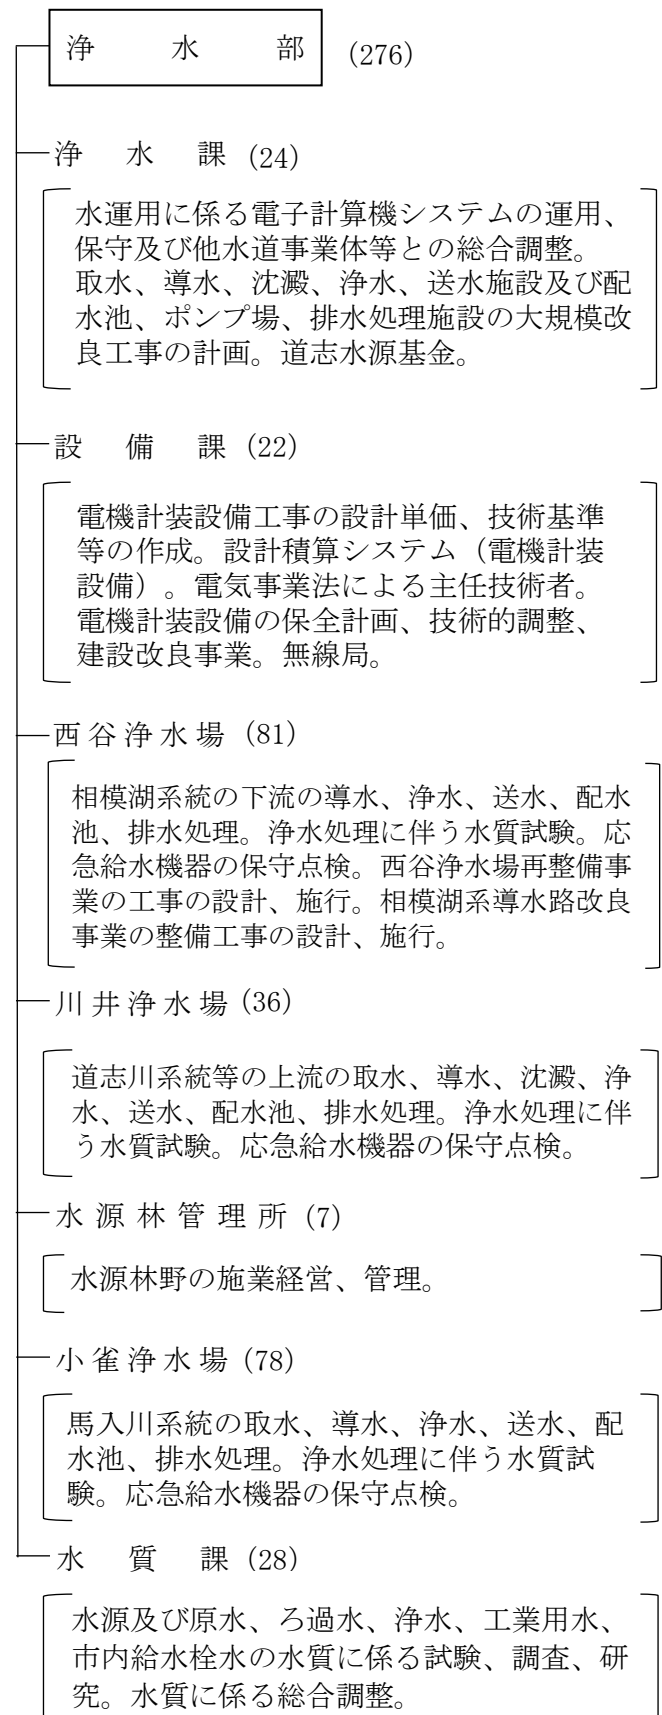 浄水部 (276)
浄水課 (24)
水運用に係る電子計算機システムの運用、
保守及び他水道事業体等との総合調整。
取水、導水、沈澱、浄水、送水施設及び配
水池、ポンプ場、排水処理施設の大規模改
良工事の計画。道志水源基金。
設備課 (22)
電機計装設備工事の設計単価、技術基準
等の作成。設計積算システム（電機計装
設備）。電気事業法による主任技術者。
電機計装設備の保全計画、技術的調整、
建設改良事業。無線局。
西谷浄水場 (81)
相模湖系統の下流の導水、浄水、送水、配水
池、排水処理。浄水処理に伴う水質試験。応
急給水機器の保守点検。西谷浄水場再整備事
業の工事の設計、施行。相模湖系導水路改良
事業の整備工事の設計、施行。
川井浄水場 (36)
道志川系統等の上流の取水、導水、沈澱、浄
水、送水、配水池、排水処理。浄水処理に伴
う水質試験。応急給水機器の保守点検。
水源林管理所 (7)
水源林野の施業経営、管理。
小雀浄水場 (78)
馬入川系統の取水、導水、浄水、送水、配
水池、排水処理。浄水処理に伴う水質試
験。応急給水機器の保守点検。
水質課 (28)
水源及び原水、ろ過水、浄水、工業用水、
市内給水栓水の水質に係る試験、調査、研
究。水質に係る総合調整。